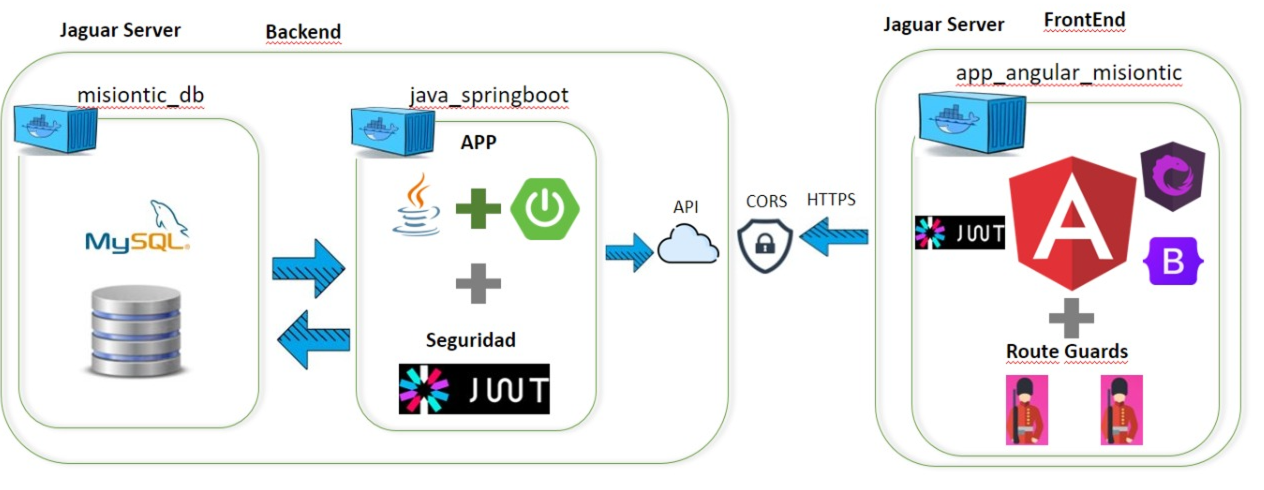 Jaguar Server
Backend
misiontic_db
MySQL®
java_springboot
APP
Seguridad
JWT
API
CORS
HTTPS
Jaguar Server
FrontEnd
app_angular_misiontic
JWT
A
B
Route Guards